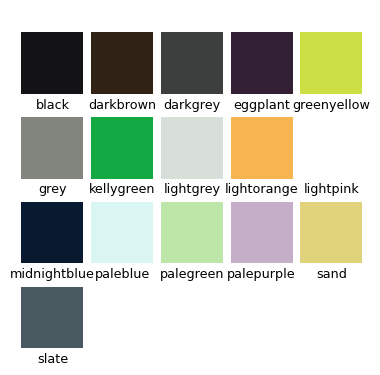 black darkbrown darkgrey eggplant greenyellow
grey kellygreen lightgrey lightorange lightpink
midnightblue paleblue palegreen palepurple sand
slate